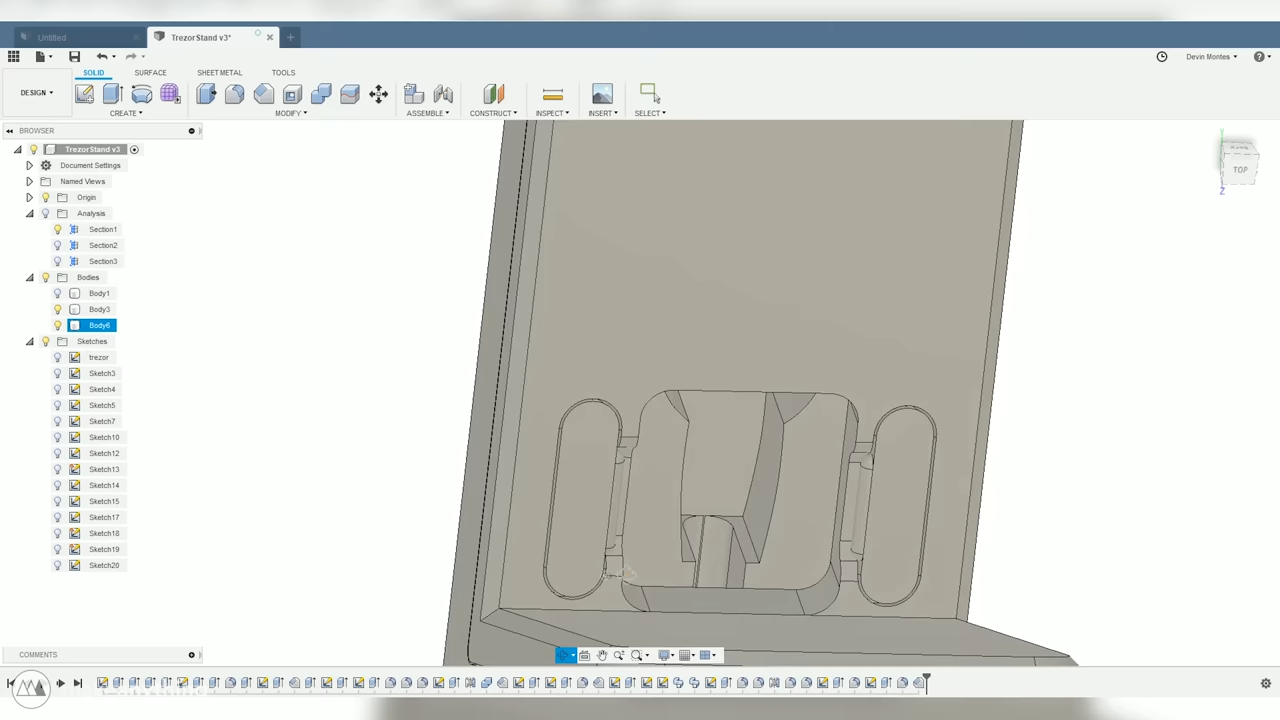 Untitled
TrezorStand v3*
Devin Montes
SOLID
SURFACE
SHEET METAL
TOOLS
DESIGN
CREATE
MODIFY
ASSEMBLE
CONSTRUCT
INSPECT
INSERT
SELECT
BROWSER
TrezorStand v3
Document Settings
Named Views
Origin
Analysis
Section1
Section2
Section3
Bodies
Body1
Body3
Body6
Sketches
trezor
Sketch3
Sketch4
Sketch5
Sketch7
Sketch10
Sketch12
Sketch13
Sketch14
Sketch15
Sketch17
Sketch18
Sketch19
Sketch20
Y
TOP
Z
COMMENTS